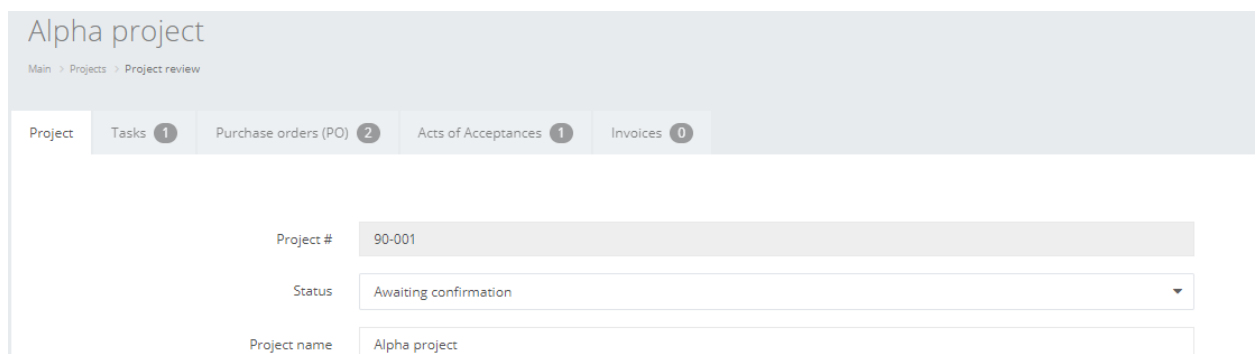 Alpha project
Main > Projects > Project review
Project Tasks 1 Purchase orders (PO) 2 Acts of Acceptances 1 Invoices 0
Project # 90-001
Status Awaiting confirmation
Project name Alpha project